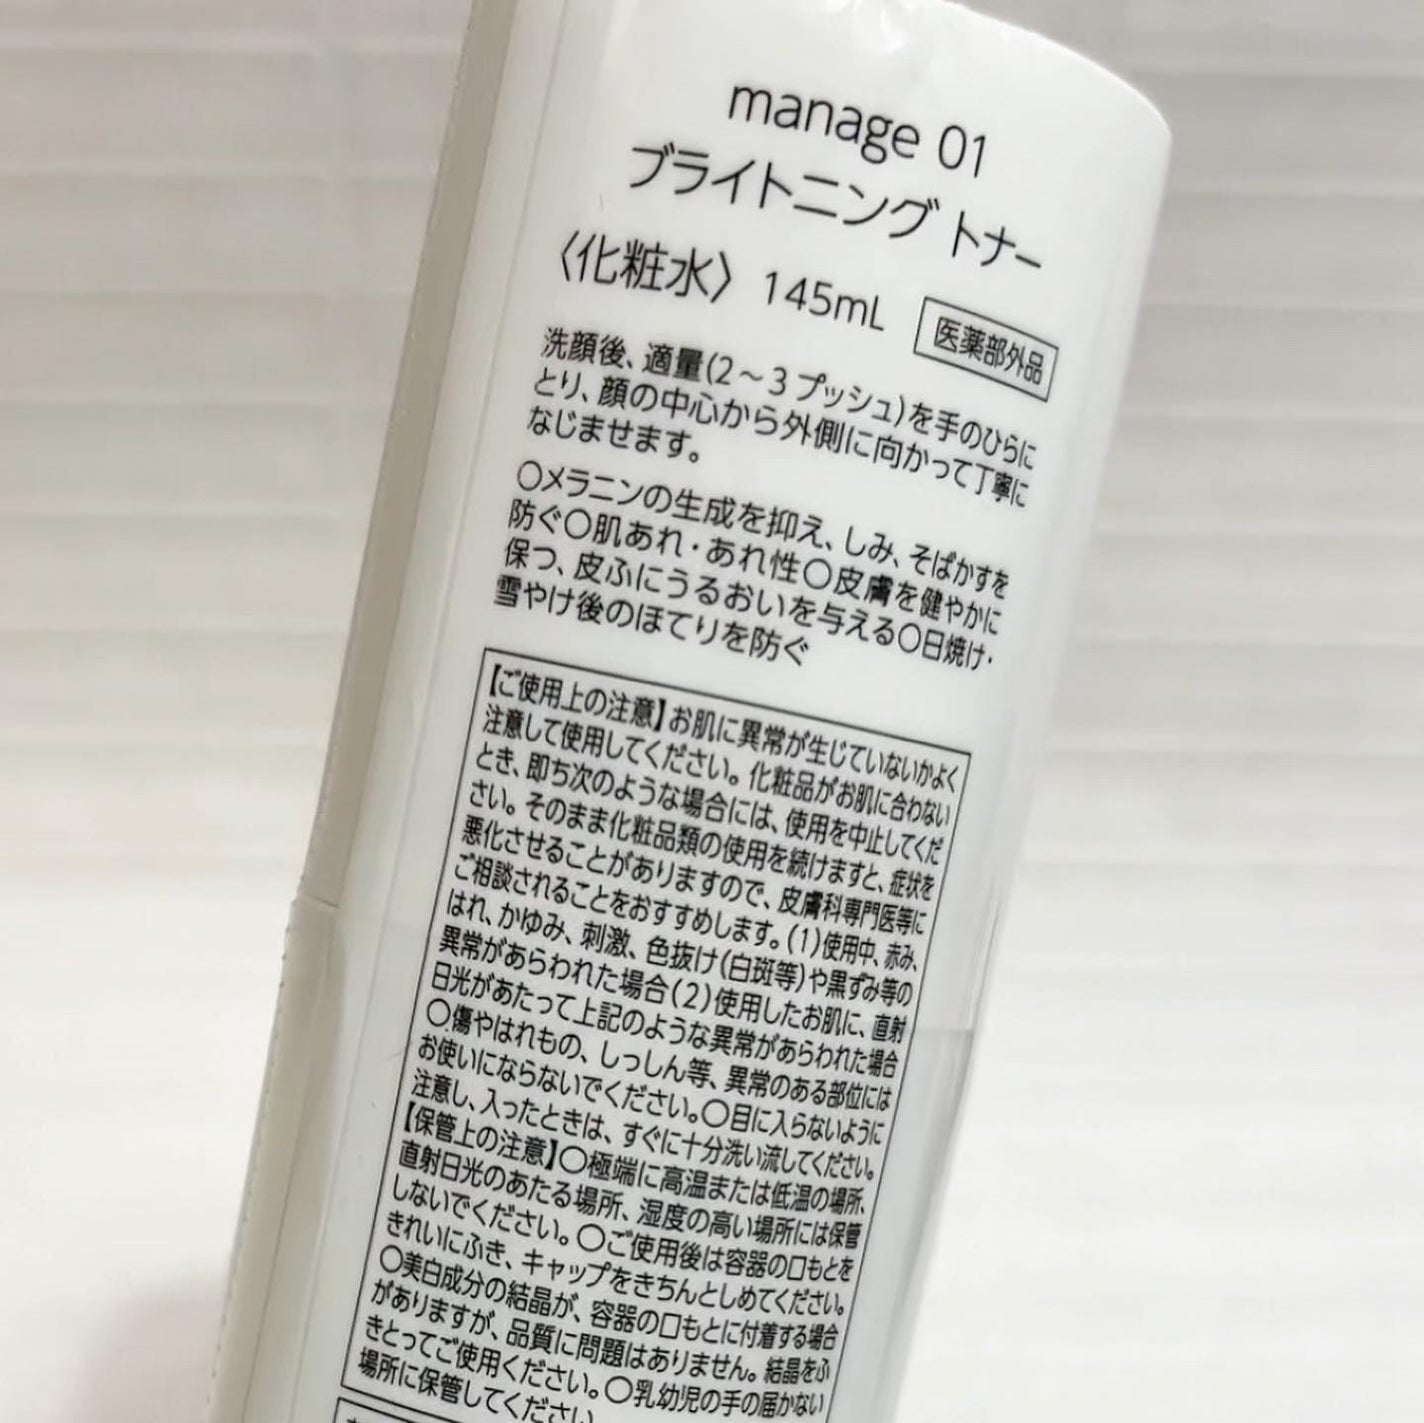 manage 01
ブライトニング トナー
〈化粧水〉 145mL 医薬部外品
洗顔後、適量(2～3プッシュ)を手のひらに
とり、顔の中心から外側に向かって丁寧に
なじませます。
〇メラニンの生成を抑え、しみ、そばかすを
防ぐ〇肌あれ・あれ性〇皮膚を健やかに
保つ、皮ふにうるおいを与える〇日焼け・
雪やけ後のほてりを防ぐ
【ご使用上の注意】お肌に異常が生じていないかよく
注意して使用してください。化粧品がお肌に合わない
とき、即ち次のような場合には、使用を中止してくだ
さい。そのまま化粧品類の使用を続けますと、症状を
悪化させることがありますので、皮膚科専門医等に
ご相談されることをおすすめします。(1)使用中、赤み、
はれ、かゆみ、刺激、色抜け(白斑等)や黒ずみ等の
異常があらわれた場合(2)使用したお肌に、直射
日光があたって上記のような異常があらわれた場合
〇傷やはれもの、しっしん等、異常のある部位には
お使いにならないでください。〇目に入らないように
注意し、入ったときは、すぐに十分洗い流してください。
【保管上の注意】〇極端に高温または低温の場所、
直射日光のあたる場所、湿度の高い場所には保管
しないでください。〇ご使用後は容器の口もとを
きれいにふき、キャップをきちんとしめてください。
〇美白成分の結晶が、容器の口もとに付着する場合
がありますが、品質に問題はありません。結晶をふ
きとってご使用ください。〇乳幼児の手の届かない
場所に保管してください。